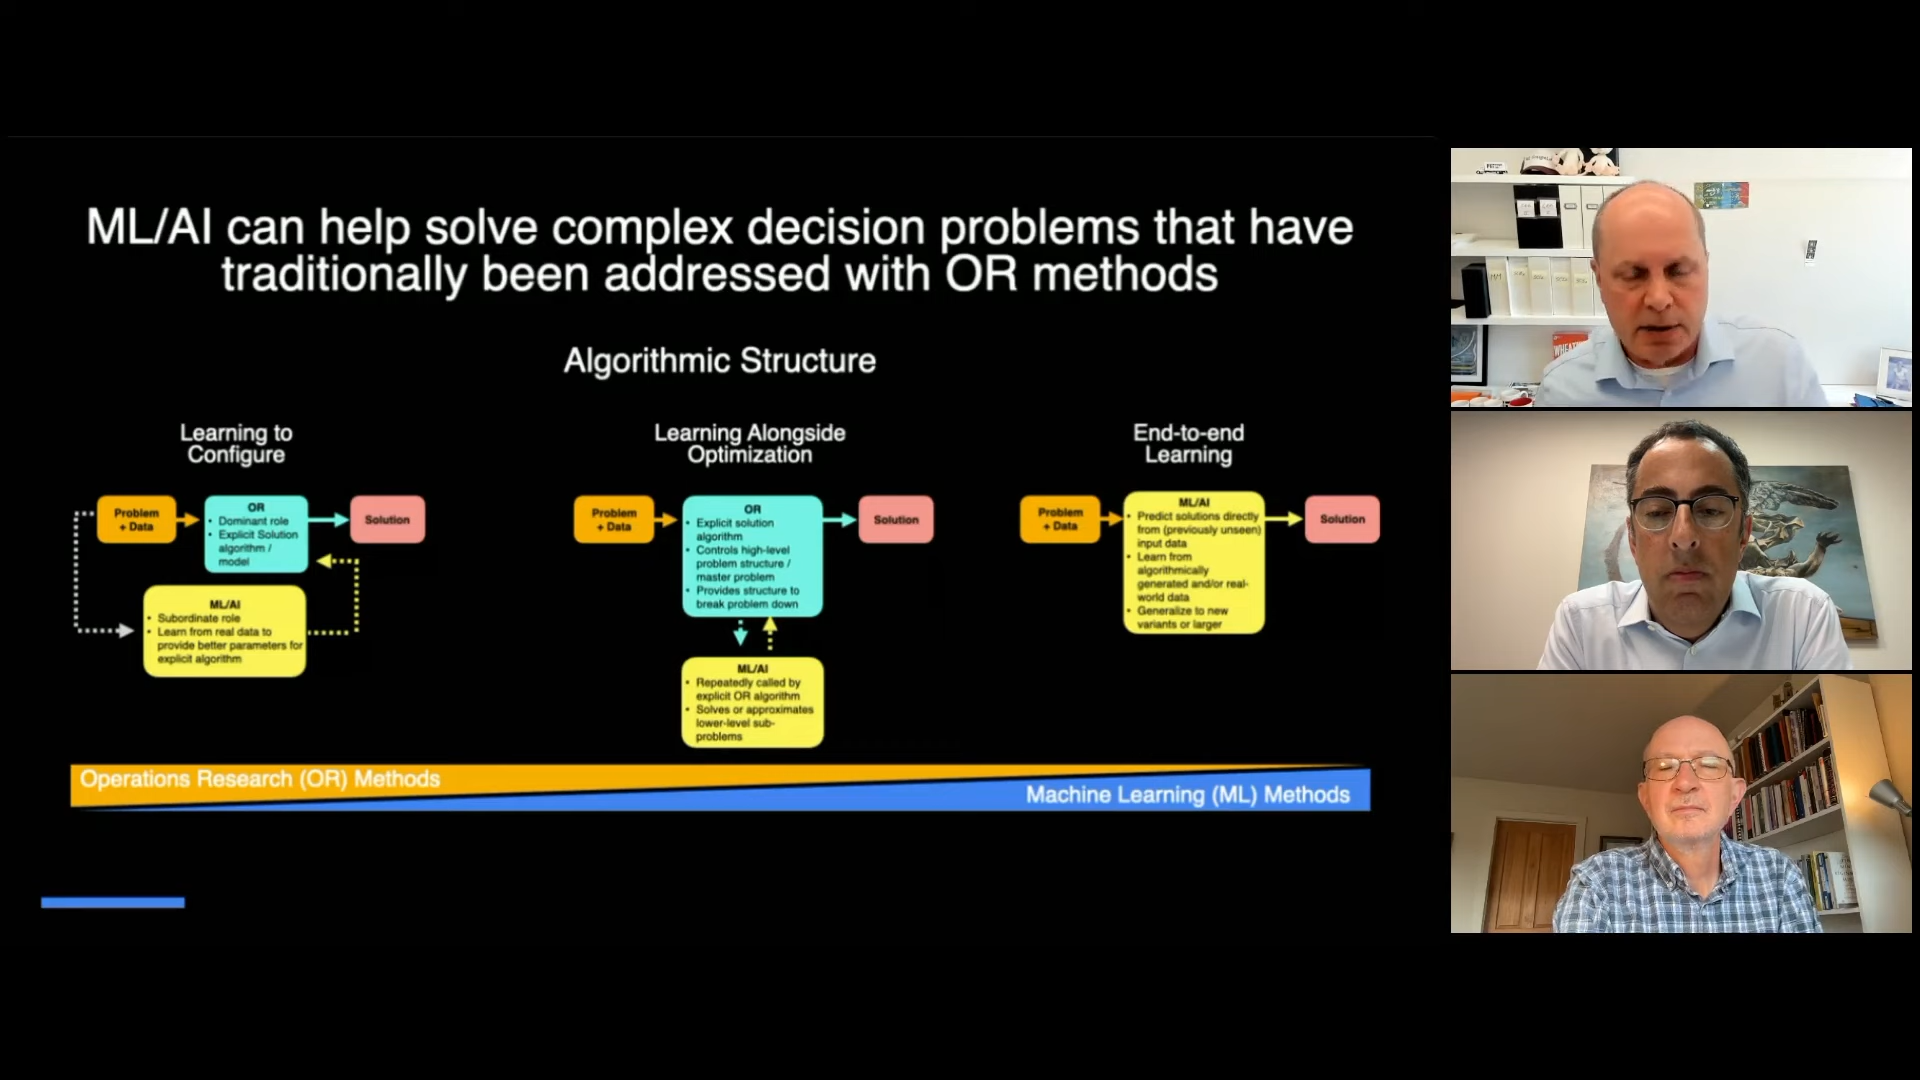 ML/AI can help solve complex decision problems that have
traditionally been addressed with OR methods
Algorithmic Structure
Learning to
Configure
Problem
+ Data
OR
• Dominant role
• Explicit Solution
algorithm /
model
Solution
ML/AI
• Subordinate role
• Learn from real data to
provide better parameters for
explicit algorithm
Learning Alongside
Optimization
Problem
+ Data
OR
• Explicit solution
algorithm
• Controls high-level
problem structure /
master problem
• Provides structure to
break problem down
Solution
ML/AI
• Repeatedly called by
explicit OR algorithm
• Solves or approximates
lower-level sub-
problems
End-to-end
Learning
Problem
+ Data
ML/AI
• Predict solutions directly
from (previously unseen)
input data
• Learn from
algorithmically
generated and/or real-
world data
• Generalize to new
variants or larger
Solution
Operations Research (OR) Methods
Machine Learning (ML) Methods